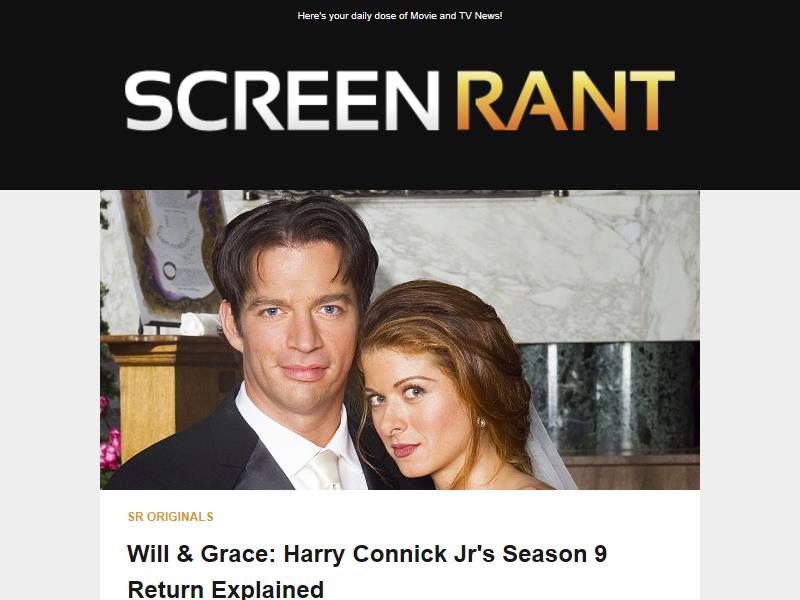 Here's your daily dose of Movie and TV News!
SCREEN RANT
SR ORIGINALS
Will & Grace: Harry Connick Jr's Season 9
Return Explained